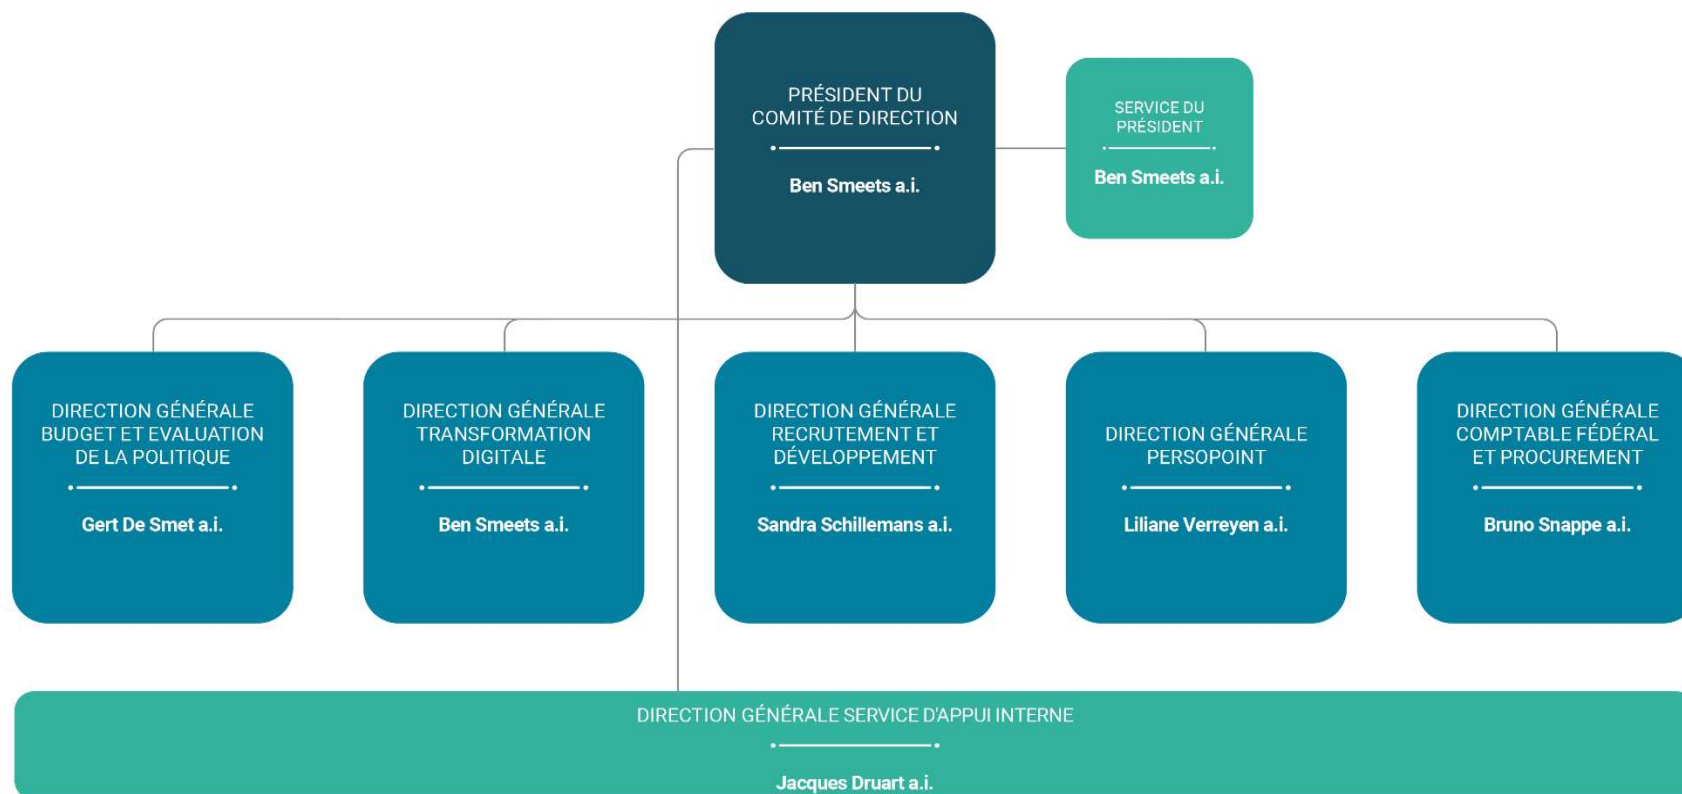 PRÉSIDENT DU
COMITÉ DE DIRECTION
Ben Smeets a.i.
SERVICE DU
PRÉSIDENT
Ben Smeets a.i.
DIRECTION GÉNÉRALE
BUDGET ET EVALUATION
DE LA POLITIQUE
Gert De Smet a.i.
DIRECTION GÉNÉRALE
TRANSFORMATION
DIGITALE
Ben Smeets a.i.
DIRECTION GÉNÉRALE
RECRUTEMENT ET
DÉVELOPPEMENT
Sandra Schillemans a.i.
DIRECTION GÉNÉRALE
PERSOPOINT
Liliane Verreyen a.i.
DIRECTION GÉNÉRALE
COMPTABLE FÉDÉRAL
ET PROCUREMENT
Bruno Snappe a.i.
DIRECTION GÉNÉRALE SERVICE D'APPUI INTERNE
Jacques Druart a.i.